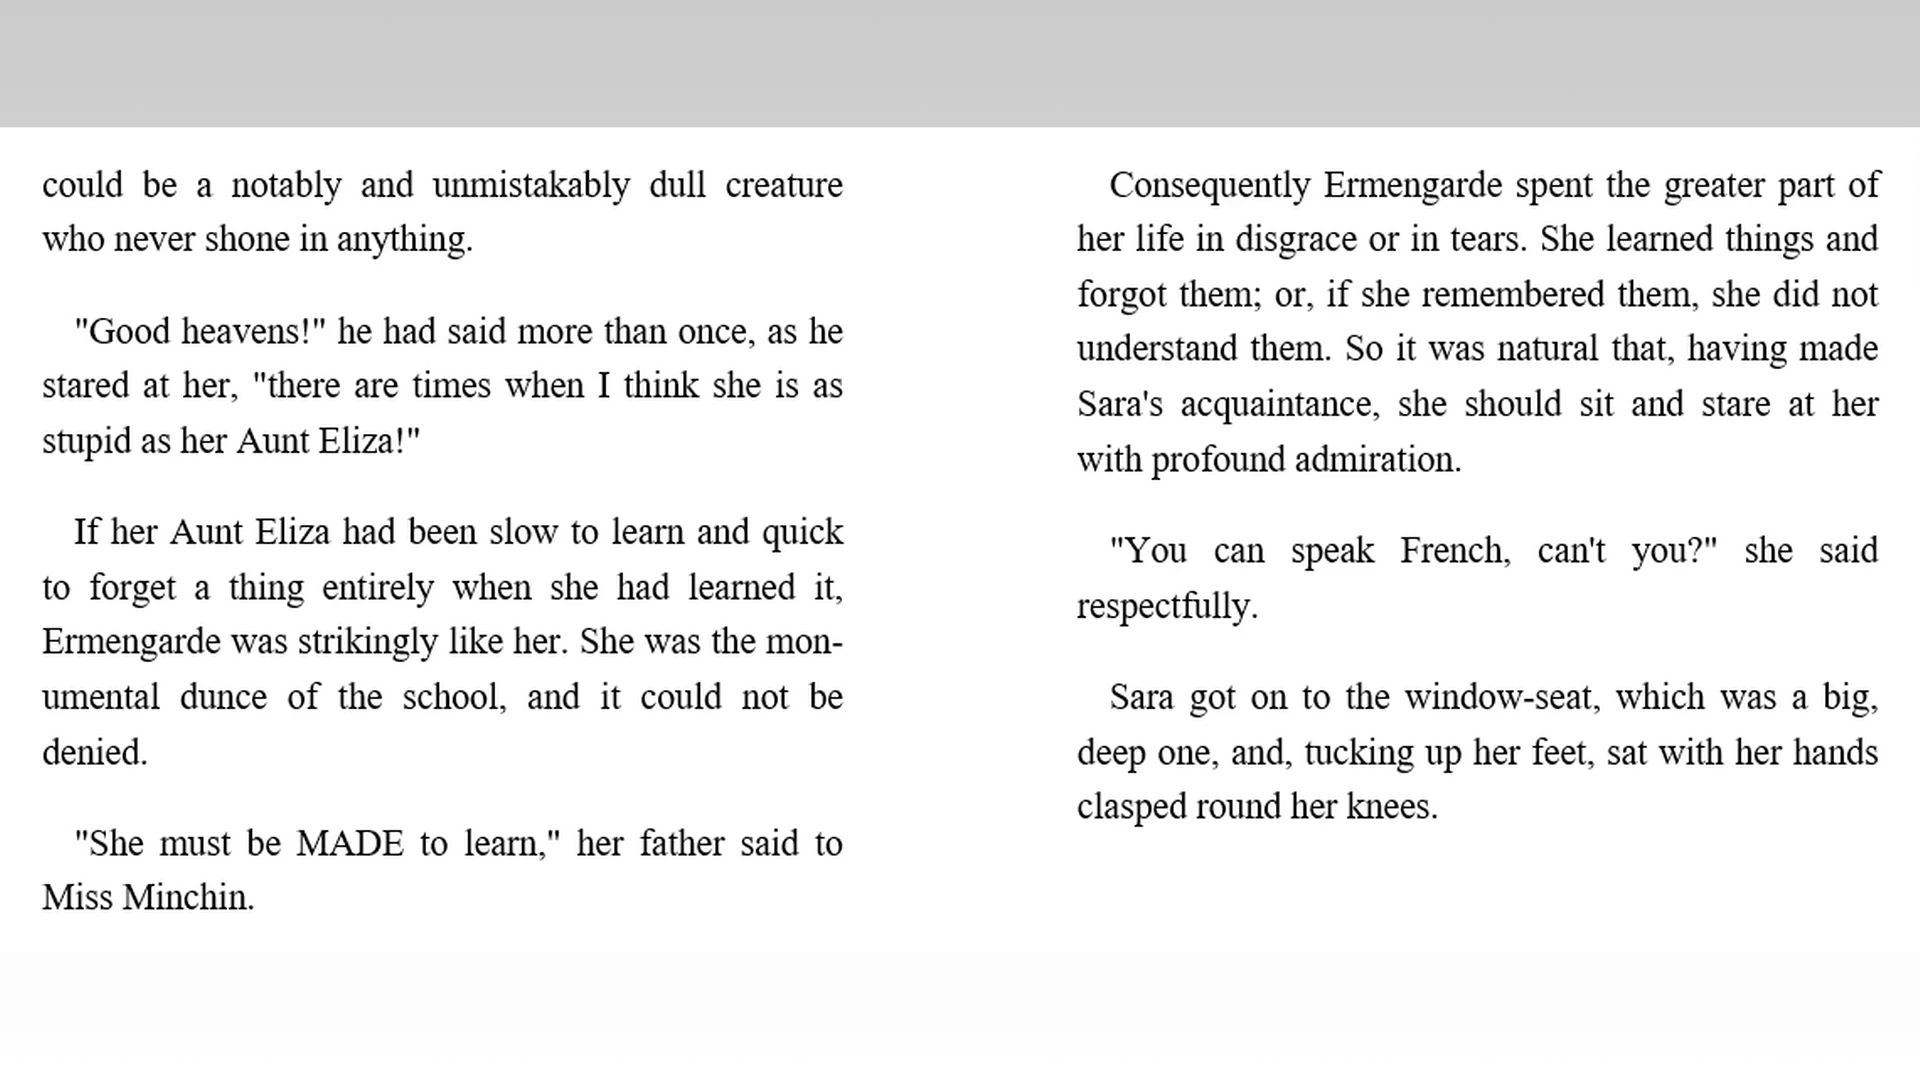 could be a notably and unmistakably dull creature
who never shone in anything.
"Good heavens!" he had said more than once, as he
stared at her, "there are times when I think she is as
stupid as her Aunt Eliza!"
If her Aunt Eliza had been slow to learn and quick
to forget a thing entirely when she had learned it,
Ermengarde was strikingly like her. She was the mon-
umental dunce of the school, and it could not be
denied.
"She must be MADE to learn," her father said to
Miss Minchin.
Consequently Ermengarde spent the greater part of
her life in disgrace or in tears. She learned things and
forgot them; or, if she remembered them, she did not
understand them. So it was natural that, having made
Sara's acquaintance, she should sit and stare at her
with profound admiration.
"You can speak French, can't you?" she said
respectfully.
Sara got on to the window-seat, which was a big,
deep one, and, tucking up her feet, sat with her hands
clasped round her knees.